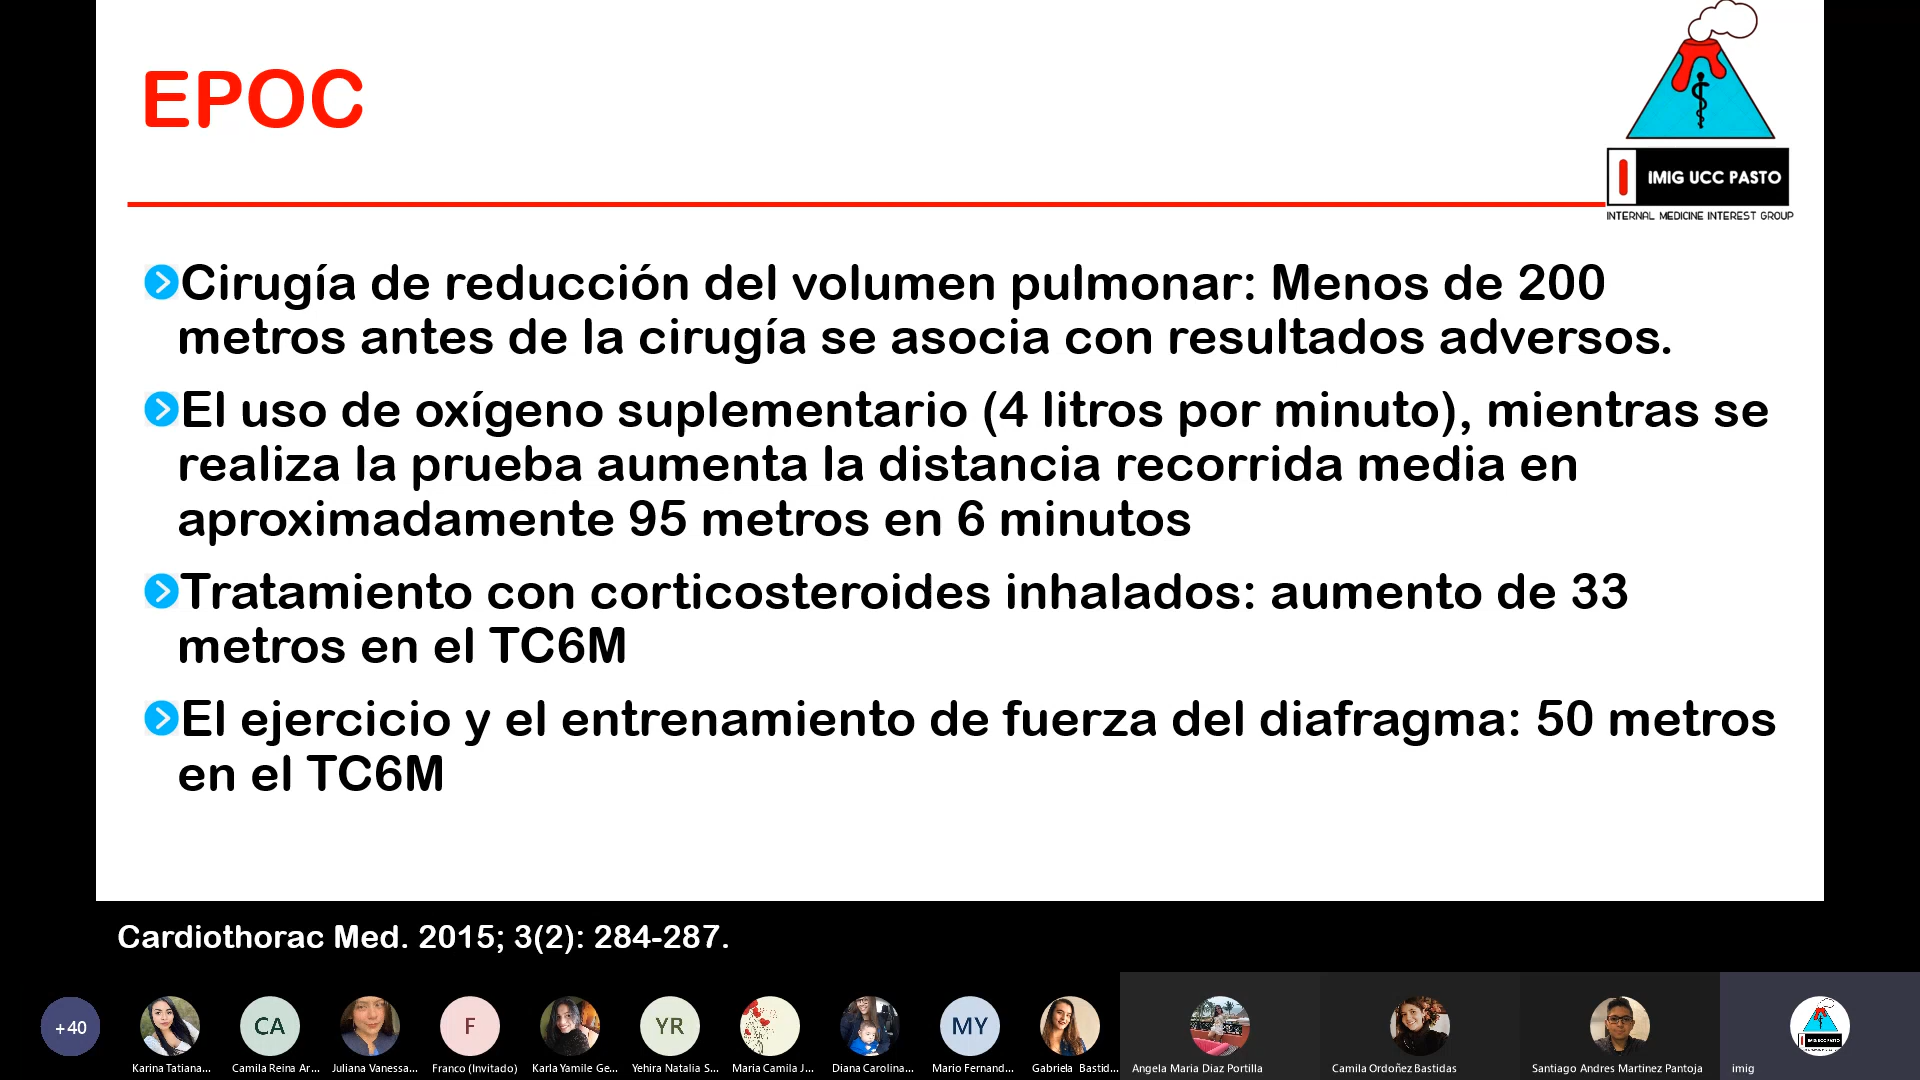 EPOC
IMIG UCC PASTO
INTERNAL MEDICINE INTEREST GROUP
Cirugía de reducción del volumen pulmonar: Menos de 200
metros antes de la cirugía se asocia con resultados adversos.
El uso de oxígeno suplementario (4 litros por minuto), mientras se
realiza la prueba aumenta la distancia recorrida media en
aproximadamente 95 metros en 6 minutos
Tratamiento con corticosteroides inhalados: aumento de 33
metros en el TC6M
El ejercicio y el entrenamiento de fuerza del diafragma: 50 metros
en el TC6M
Cardiothorac Med. 2015; 3(2): 284-287.
+40
CA
F
YR
MY
Karina Tatiana...
Camila Reina Ar...
Juliana Vanessa...
Franco (Invitado)
Karla Yamile Ge...
Yehira Natalia S...
Maria Camila J...
Diana Carolina...
Mario Fernand...
Gabriela Bastid...
Angela Maria Diaz Portilla
Camila Ordoñez Bastidas
Santiago Andres Martinez Pantoja
imig